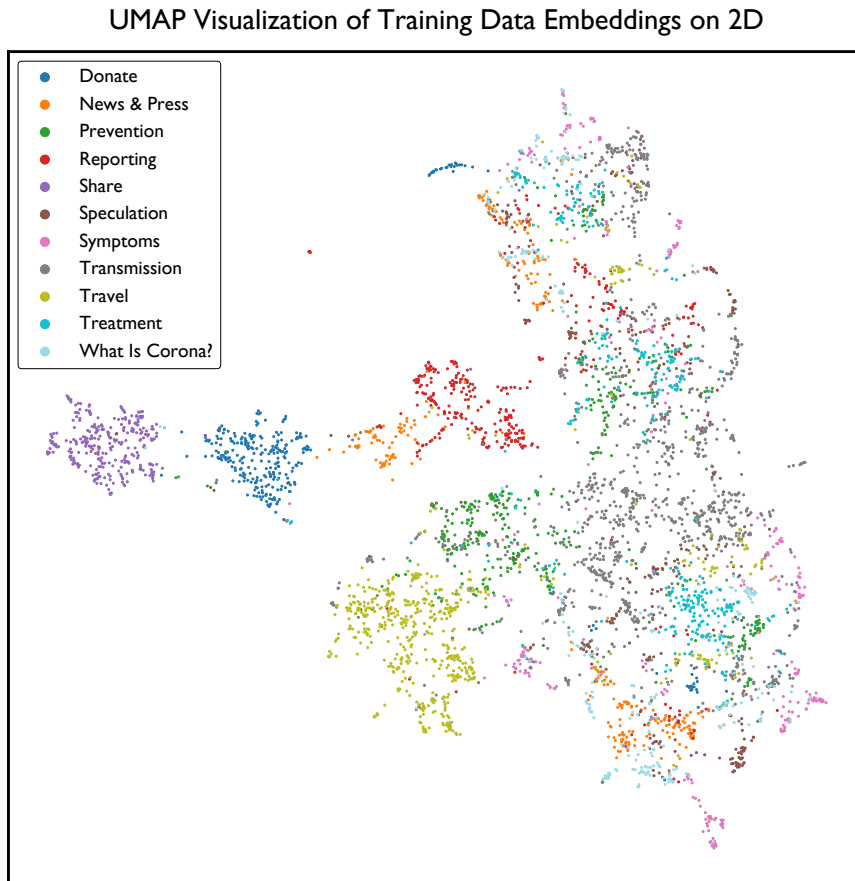 UMAP Visualization of Training Data Embeddings on 2D
Donate
News & Press
Prevention
Reporting
Share
Speculation
Symptoms
Transmission
Travel
Treatment
What Is Corona?